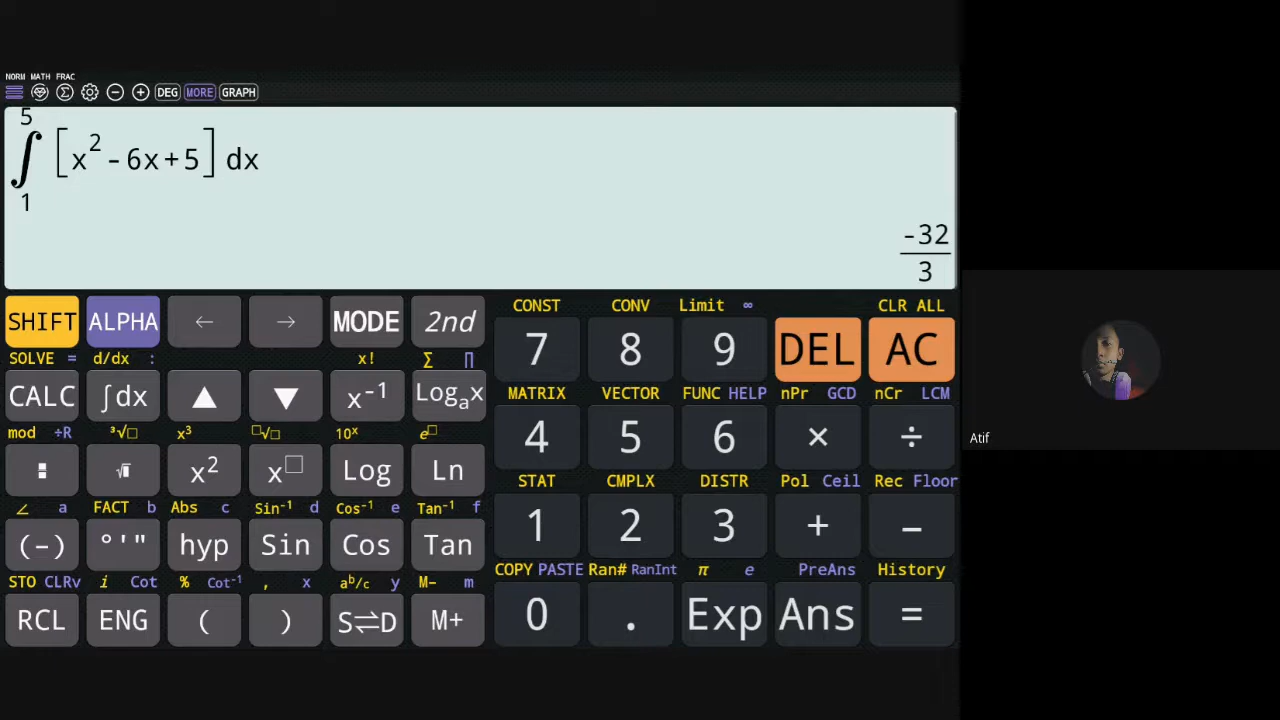 NORM MATH FRAC
DEG MORE GRAPH
5
∫ [x² - 6x + 5] dx
1
-32
3
SHIFT ALPHA ← → MODE 2nd
SOLVE = d/dx : x! Σ ∏
CALC ∫dx ▲ ▼ x⁻¹ Logₐx
mod ÷R ³√□ x³ □√□ 10ˣ e□
√ x² x□ Log Ln
∠ a FACT b Abs c Sin⁻¹ d Cos⁻¹ e Tan⁻¹ f
(−) °'" hyp Sin Cos Tan
STO CLRv i Cot % Cot⁻¹ , x aᵇ/c y M− m
RCL ENG ( ) S⇌D M+
CONST CONV Limit ∞ CLR ALL
7 8 9 DEL AC
MATRIX VECTOR FUNC HELP nPr GCD nCr LCM
4 5 6 × ÷
STAT CMPLX DISTR Pol Ceil Rec Floor
1 2 3 + −
COPY PASTE Ran# RanInt π e PreAns History
0 . Exp Ans =
Atif